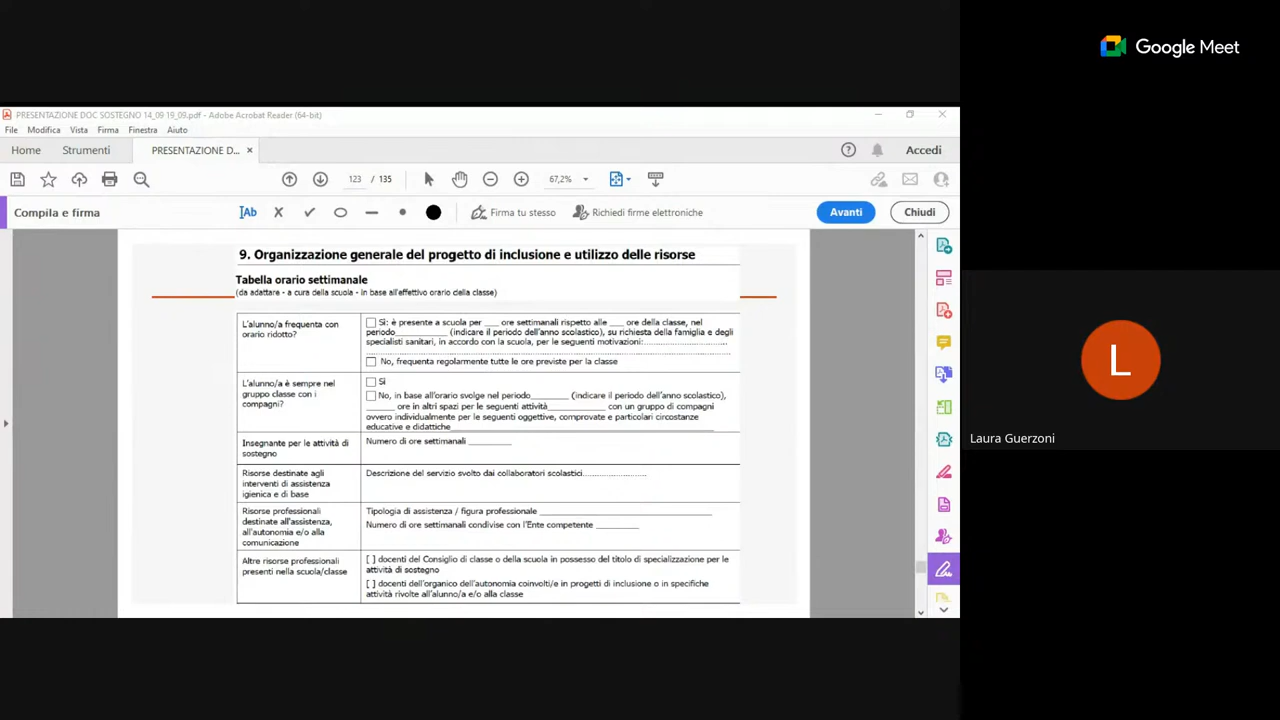 Google Meet
PRESENTAZIONE DOC SOSTEGNO 14_09 19_09.pdf - Adobe Acrobat Reader (64-bit)
File Modifica Vista Firma Finestra Aiuto
Home Strumenti PRESENTAZIONE D... × Accedi
123 / 135 67,2%
Compila e firma Ab Firma tu stesso Richiedi firme elettroniche Avanti Chiudi
9. Organizzazione generale del progetto di inclusione e utilizzo delle risorse
Tabella orario settimanale
(da adattare - a cura della scuola - in base all'effettivo orario della classe)
L'alunno/a frequenta con
orario ridotto?
Sì: è presente a scuola per ___ ore settimanali rispetto alle ___ ore della classe, nel
periodo___________ (indicare il periodo dell'anno scolastico), su richiesta della famiglia e degli
specialisti sanitari, in accordo con la scuola, per le seguenti motivazioni:............................
....................................................................................................
No, frequenta regolarmente tutte le ore previste per la classe
L'alunno/a è sempre nel
gruppo classe con i
compagni?
Sì
No, in base all'orario svolge nel periodo________ (indicare il periodo dell'anno scolastico),
______ ore in altri spazi per le seguenti attività____________ con un gruppo di compagni
ovvero individualmente per le seguenti oggettive, comprovate e particolari circostanze
educative e didattiche________________________________________________________
Insegnante per le attività di
sostegno
Numero di ore settimanali _________
Risorse destinate agli
interventi di assistenza
igienica e di base
Descrizione del servizio svolto dai collaboratori scolastici.....................
Risorse professionali
destinate all'assistenza,
all'autonomia e/o alla
comunicazione
Tipologia di assistenza / figura professionale _____________________________________
Numero di ore settimanali condivise con l'Ente competente _________
Altre risorse professionali
presenti nella scuola/classe
[ ] docenti del Consiglio di classe o della scuola in possesso del titolo di specializzazione per le
attività di sostegno
[ ] docenti dell'organico dell'autonomia coinvolti/e in progetti di inclusione o in specifiche
attività rivolte all'alunno/a e/o alla classe
L
Laura Guerzoni